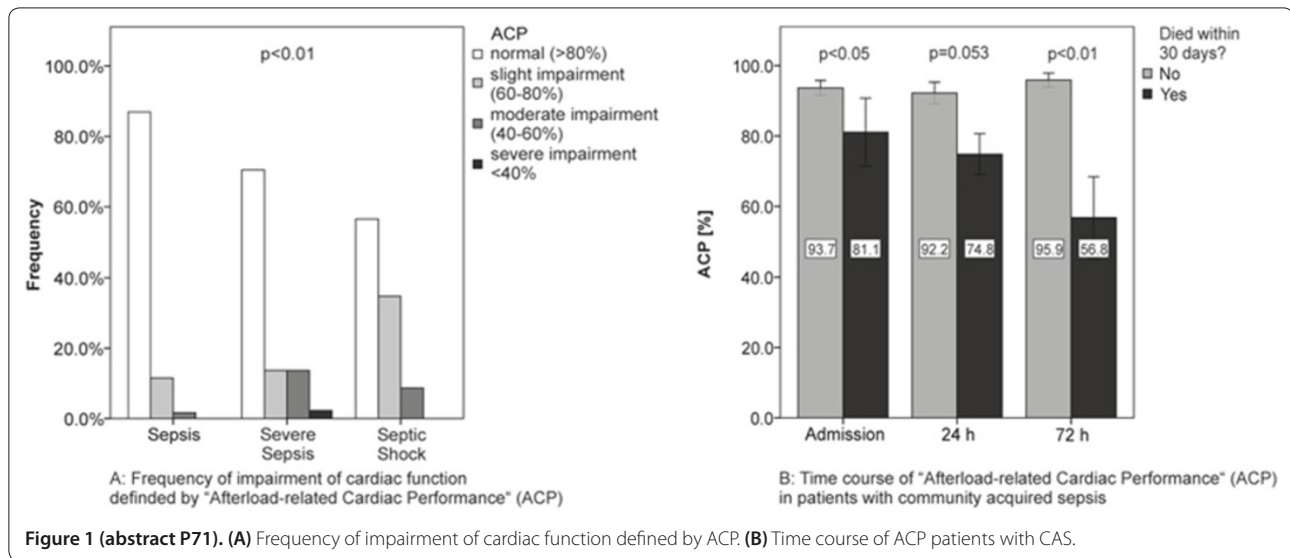 ACP
p<0.01
normal (>80%)
slight impairment
(60-80%)
moderate impairment
(40-60%)
severe impairment
<40%
100.0%
80.0%
60.0%
40.0%
20.0%
0.0%
Frequency
Sepsis
Severe
Sepsis
Septic
Shock
A: Frequency of impairment of cardiac function
definded by "Afterload-related Cardiac Performance" (ACP)
Died within
30 days?
No
Yes
p<0.05 p=0.053 p<0.01
100.0
80.0
60.0
40.0
20.0
0.0
ACP [%]
93.7 81.1 92.2 74.8 95.9 56.8
Admission 24 h 72 h
B: Time course of "Afterload-related Cardiac Performance" (ACP)
in patients with community acquired sepsis
Figure 1 (abstract P71). (A) Frequency of impairment of cardiac function defined by ACP. (B) Time course of ACP patients with CAS.